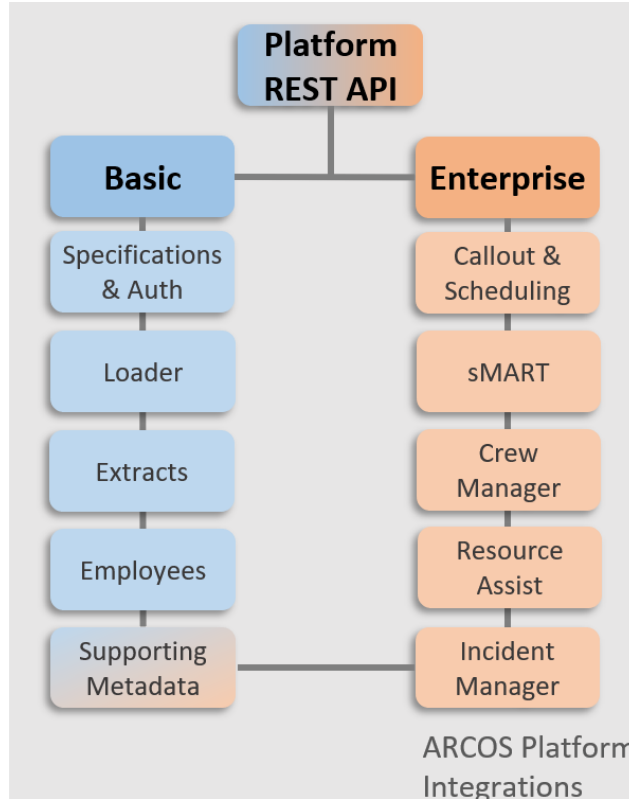 Platform
REST API
Basic
Enterprise
Specifications
& Auth
Callout &
Scheduling
Loader
sMART
Extracts
Crew
Manager
Employees
Resource
Assist
Supporting
Metadata
Incident
Manager
ARCOS Platform
Integrations